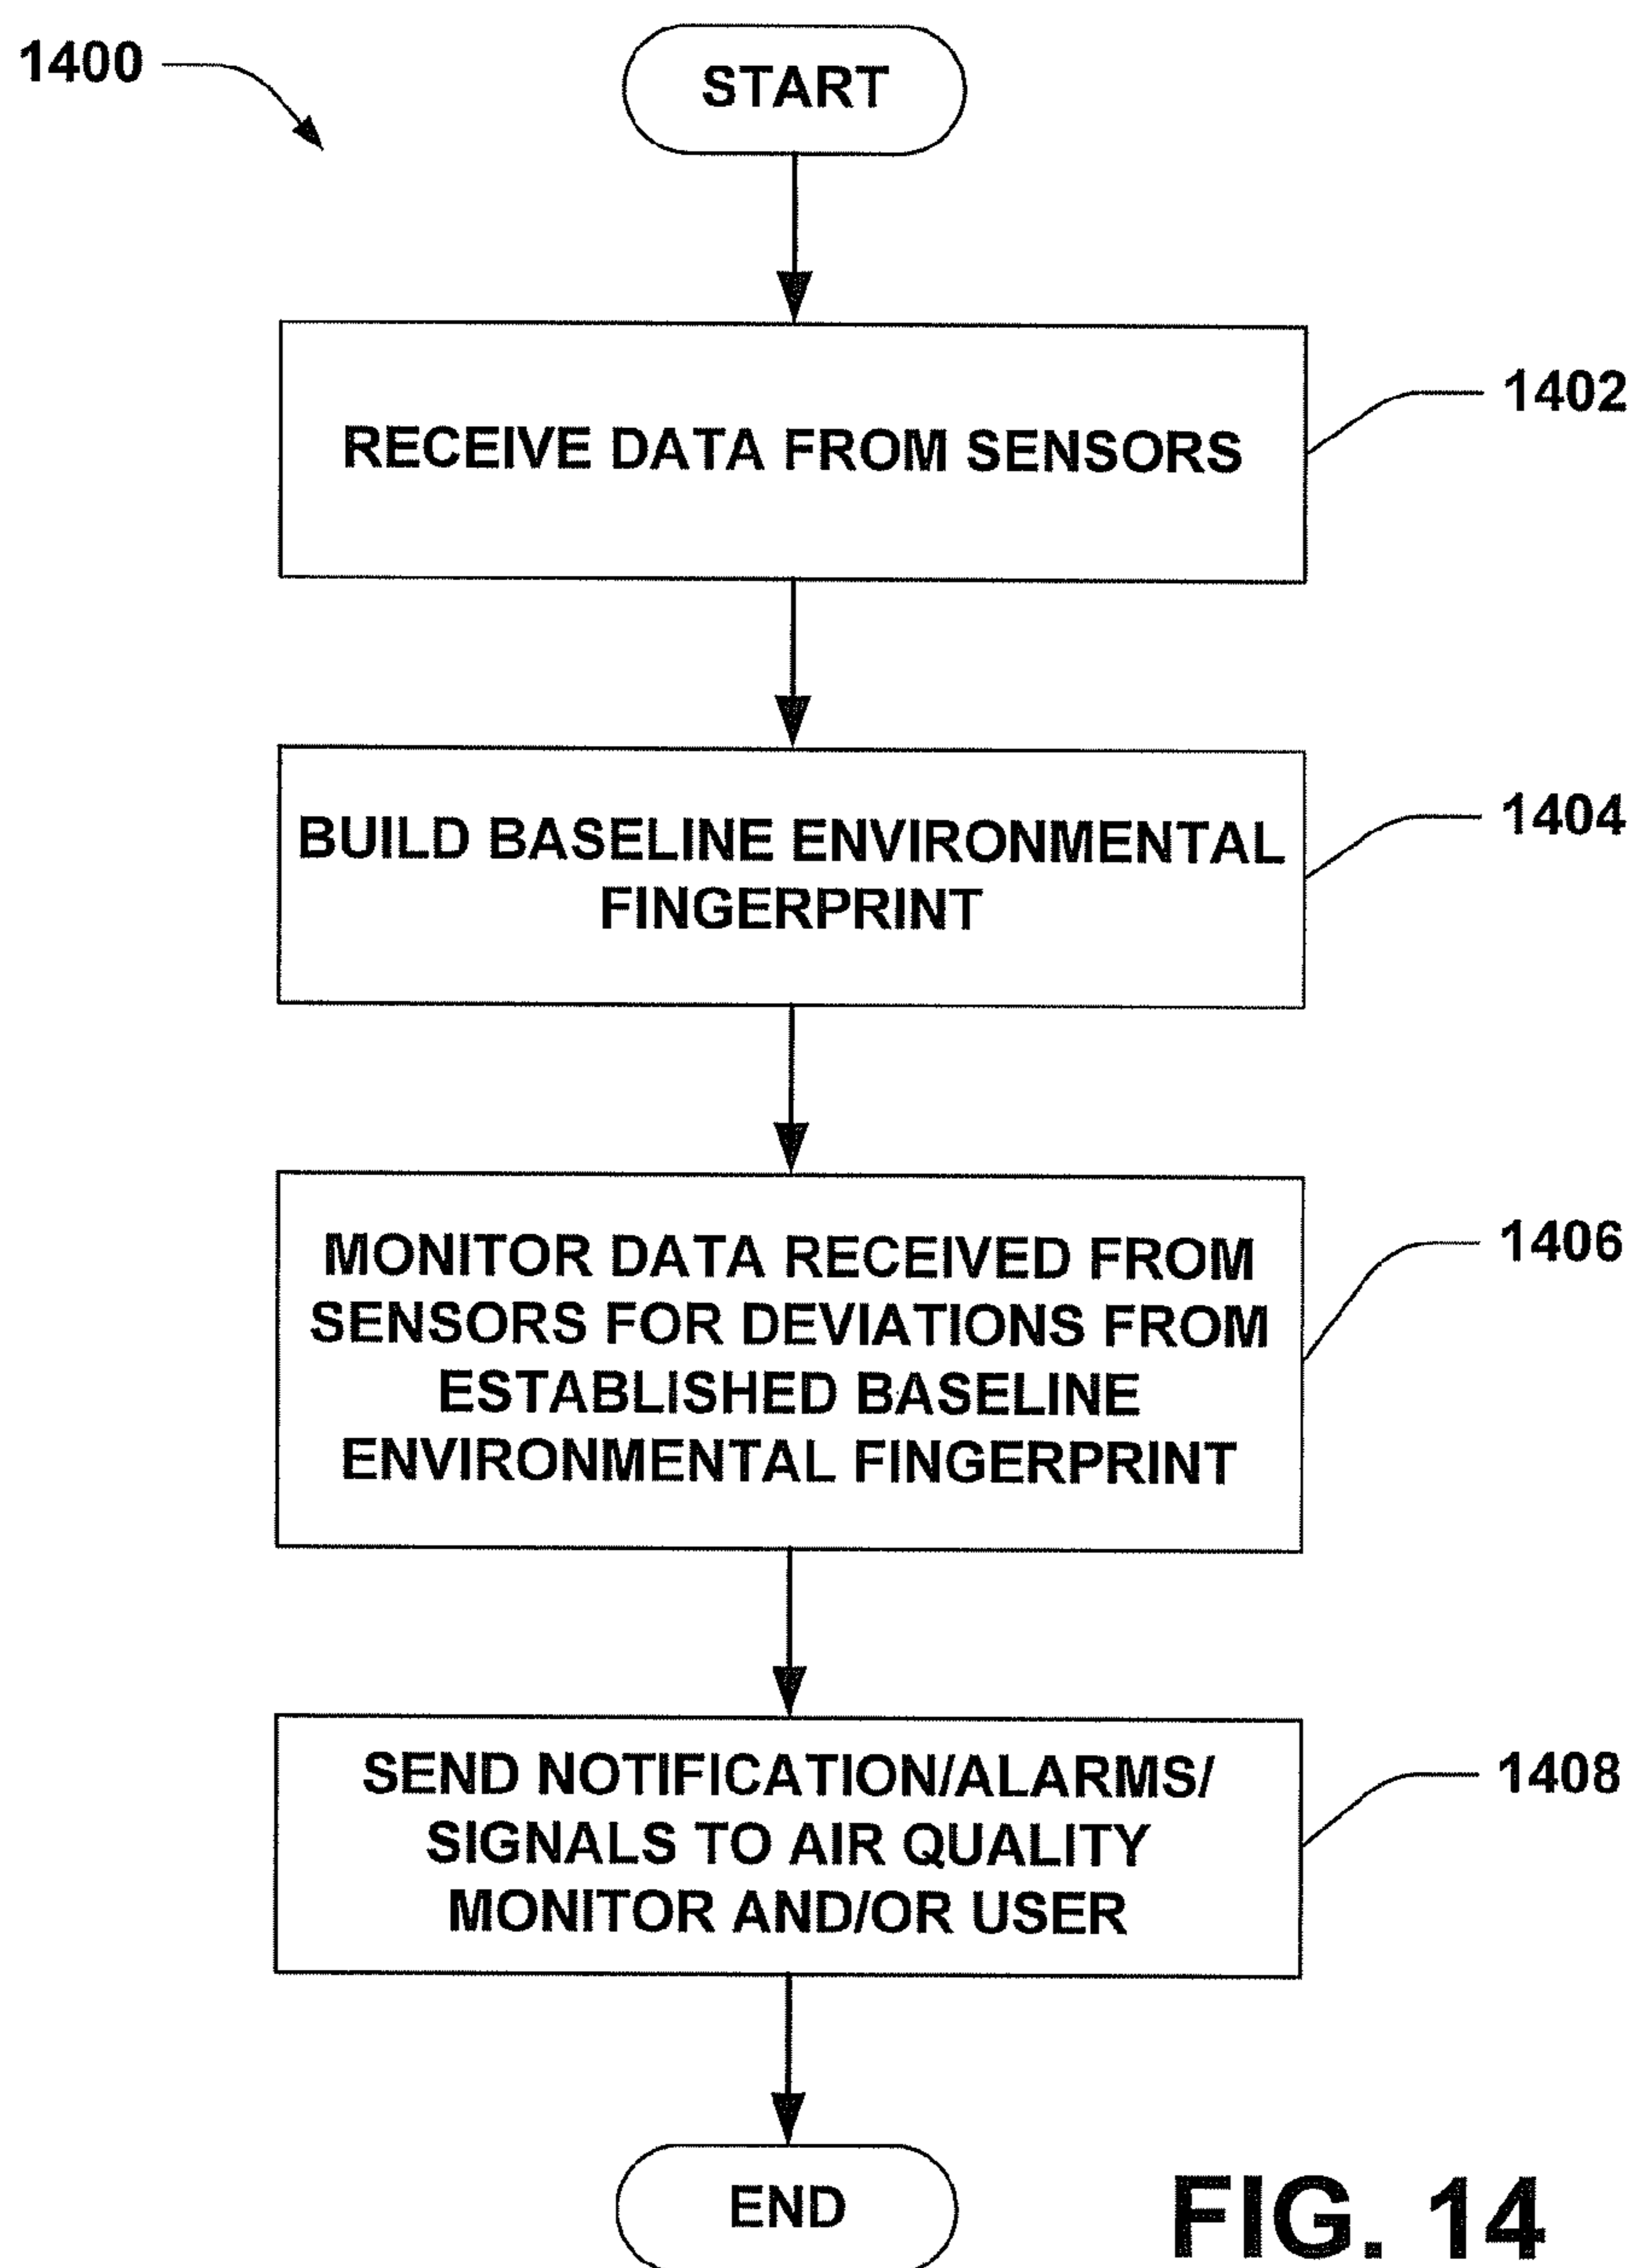 1400
START
RECEIVE DATA FROM SENSORS
1402
BUILD BASELINE ENVIRONMENTAL
FINGERPRINT
1404
MONITOR DATA RECEIVED FROM
SENSORS FOR DEVIATIONS FROM
ESTABLISHED BASELINE
ENVIRONMENTAL FINGERPRINT
1406
SEND NOTIFICATION/ALARMS/
SIGNALS TO AIR QUALITY
MONITOR AND/OR USER
1408
END
FIG. 14